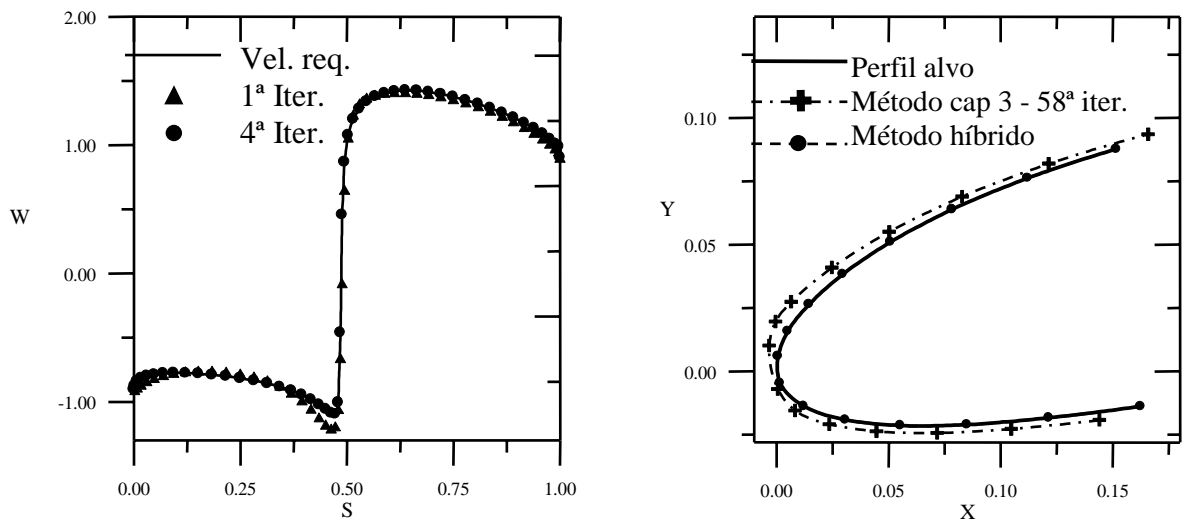 2.00
Vel. req.
1ª Iter.
4ª Iter.
1.00
W
0.00
-1.00
0.00 0.25 0.50 0.75 1.00
S
Perfil alvo
Método cap 3 - 58ª iter.
Método híbrido
0.10
Y
0.05
0.00
0.00 0.05 0.10 0.15
X